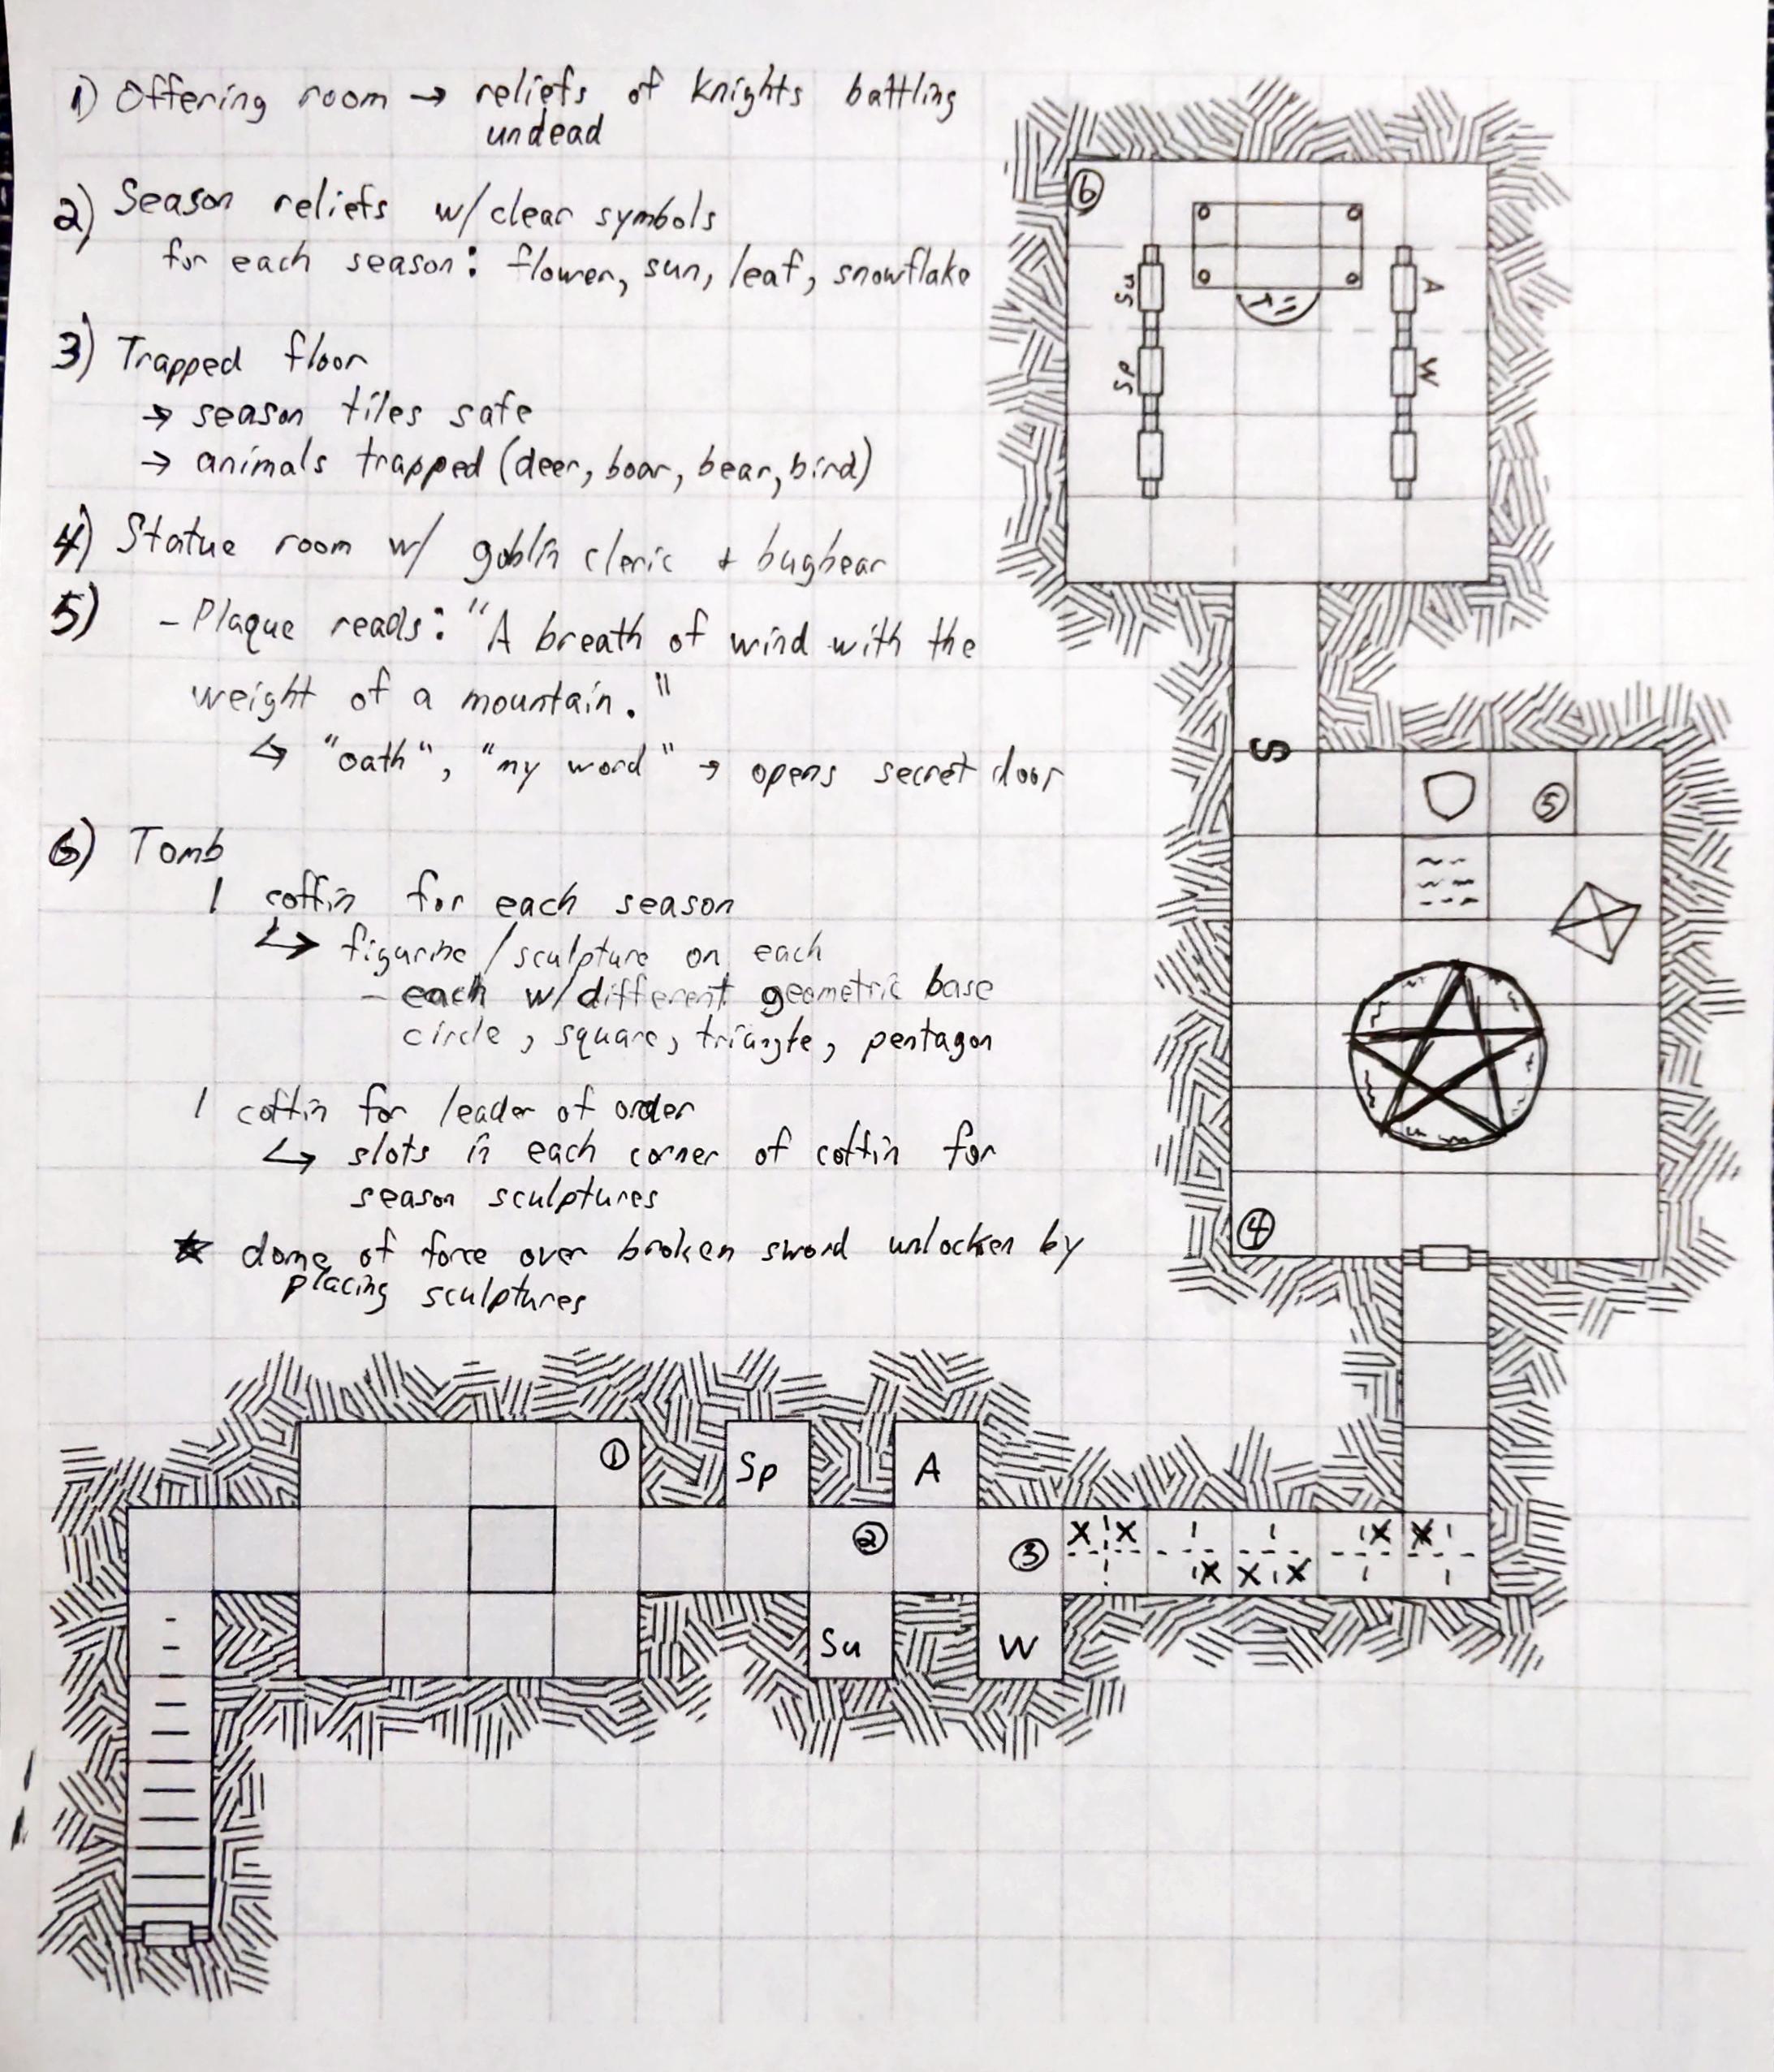 1) Offering room → reliefs of knights battling
undead
2) Season reliefs w/ clear symbols
for each season: flower, sun, leaf, snowflake
3) Trapped floor
→ season tiles safe
→ animals trapped (deer, boar, bear, bird)
4) Statue room w/ goblin cleric + bugbear
5) - Plaque reads: "A breath of wind with the
weight of a mountain."
↳ "oath", "my word" → opens secret door
6) Tomb
1 coffin for each season
↳ figurine / sculpture on each
- each w/ different geometric base
circle, square, triangle, pentagon
1 coffin for leader of order
↳ slots in each corner of coffin for
season sculptures
★ dome of force over broken sword unlocken by
placing sculptures
6
Su
A
Sp
W
S
5
4
1
Sp
A
2
3
X X
X
X X
X
X
Su
W